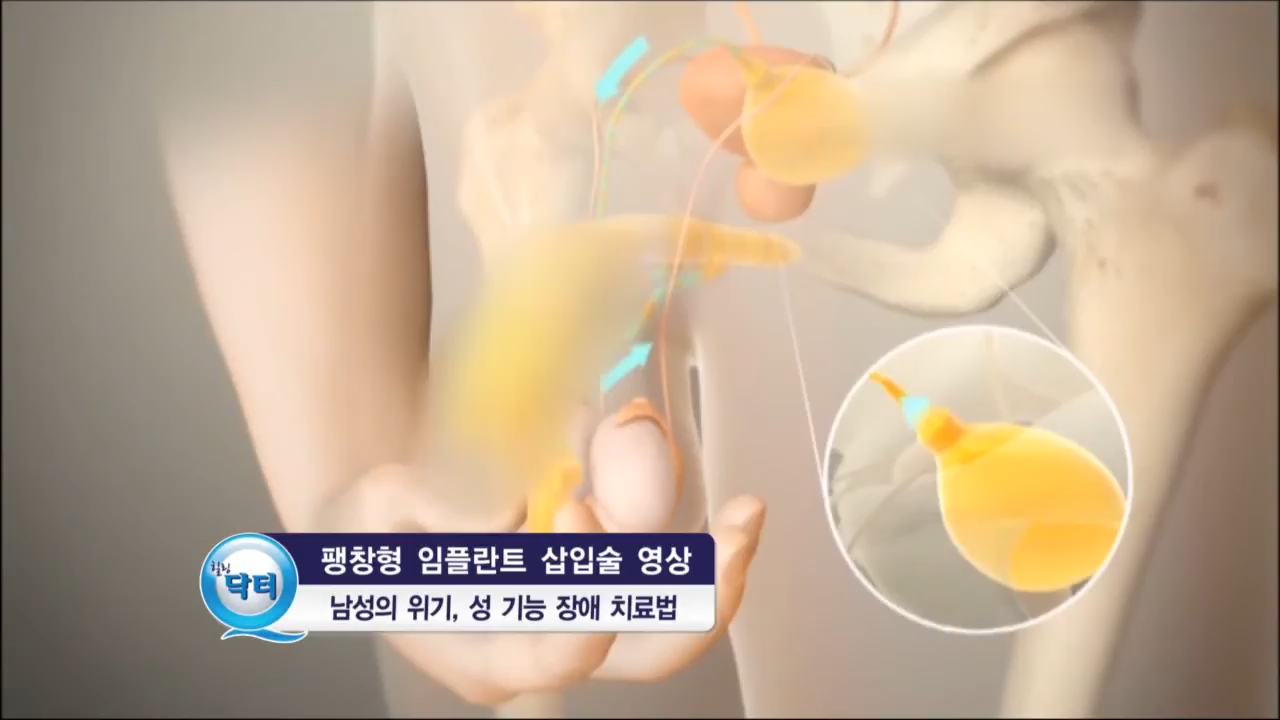 팽창형 임플란트 삽입술 영상
힐링
닥터
남성의 위기, 성 기능 장애 치료법